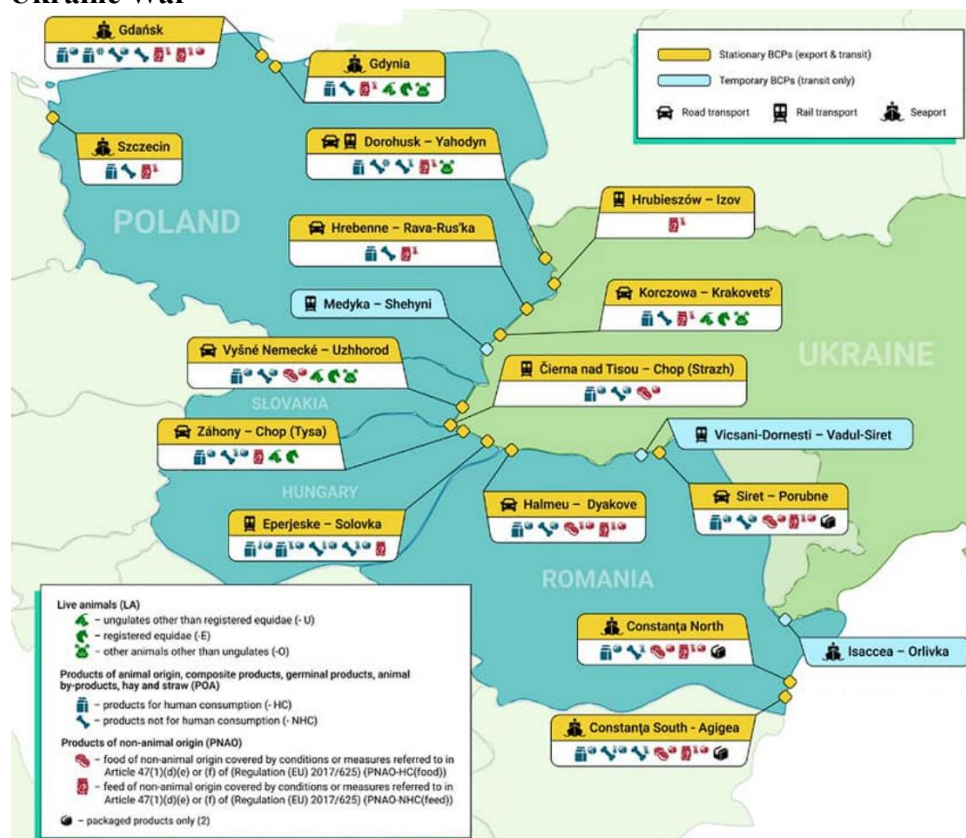 Ukraine War
Gdańsk
Gdynia
Stationary BCPs (export & transit)
Temporary BCPs (transit only)
Road transport
Rail transport
Seaport
Szczecin
Dorohusk – Yahodyn
POLAND
Hrubieszów – Izov
Hrebenne – Rava-Rus'ka
Medyka – Shehyni
Korczowa – Krakovets'
UKRAINE
Vyšné Nemecké – Uzhhorod
Čierna nad Tisou – Chop (Strazh)
SLOVAKIA
Záhony – Chop (Tysa)
Vicsani-Dornesti – Vadul-Siret
HUNGARY
Halmeu – Dyakove
Siret – Porubne
Eperjeske – Solovka
ROMANIA
Live animals (LA)
– ungulates other than registered equidae (- U)
– registered equidae (-E)
– other animals other than ungulates (-O)
Products of animal origin, composite products, germinal products, animal
by-products, hay and straw (POA)
– products for human consumption (- HC)
– products not for human consumption (- NHC)
Products of non-animal origin (PNAO)
– food of non-animal origin covered by conditions or measures referred to in
Article 47(1)(d)(e) or (f) of (Regulation (EU) 2017/625) (PNAO-HC(food))
– feed of non-animal origin covered by conditions or measures referred to in
Article 47(1)(d)(e) or (f) of (Regulation (EU) 2017/625) (PNAO-NHC(feed))
– packaged products only (2)
Constanţa North
Isaccea – Orlivka
Constanţa South - Agigea